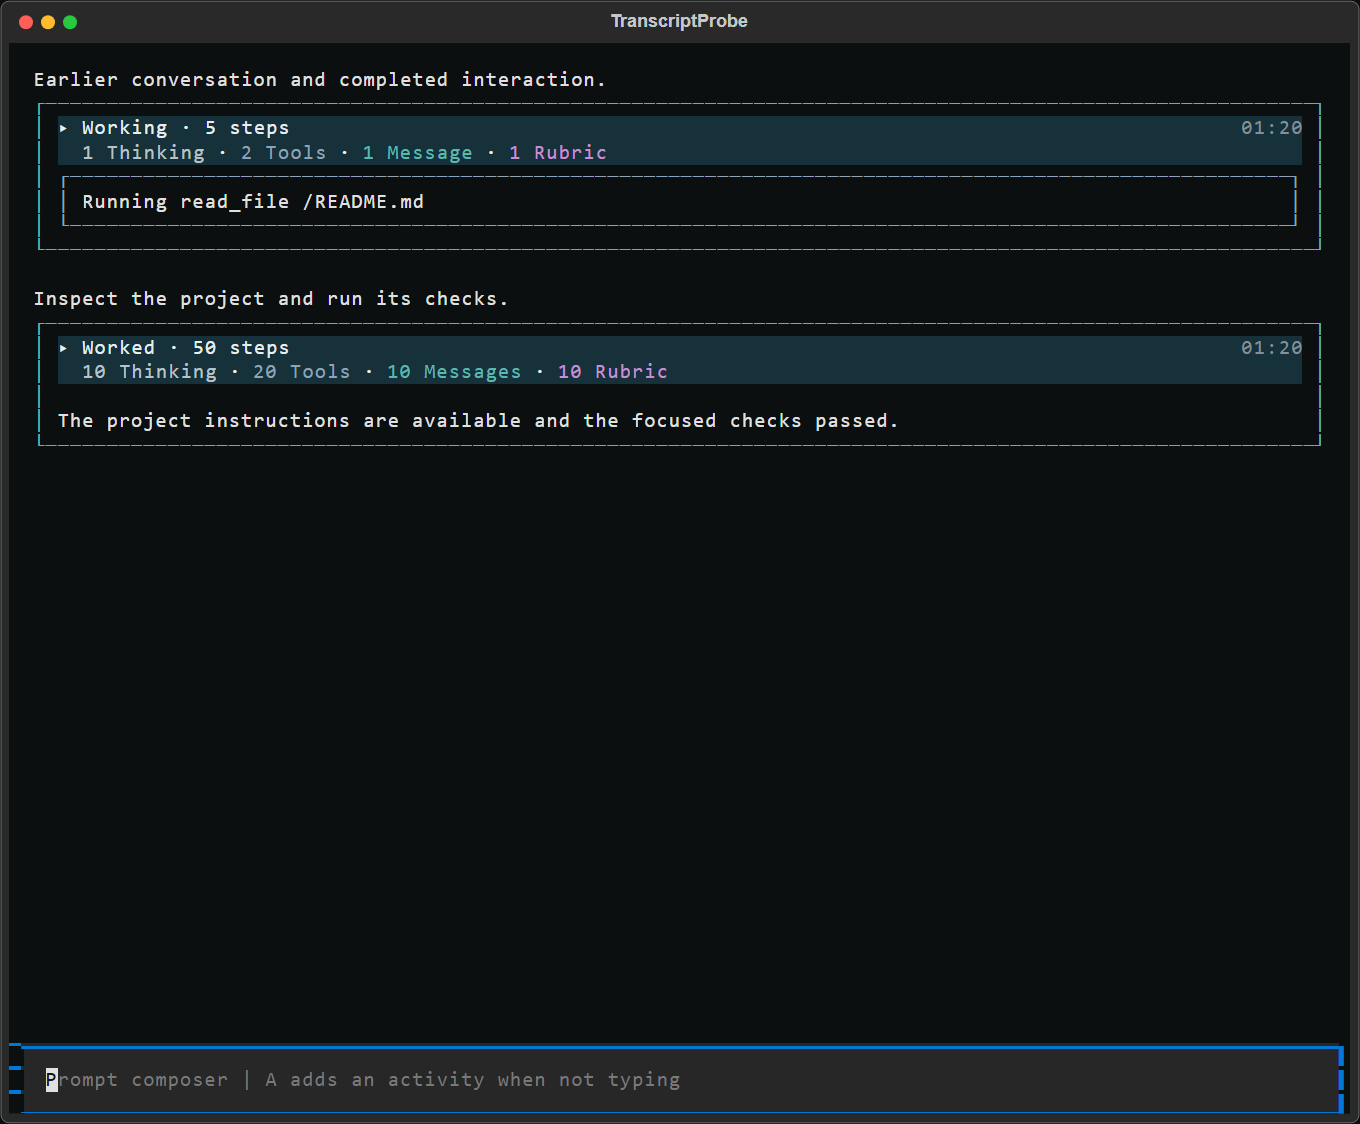 TranscriptProbe
Earlier conversation and completed interaction.
▸ Working · 5 steps 01:20
1 Thinking · 2 Tools · 1 Message · 1 Rubric
Running read_file /README.md
Inspect the project and run its checks.
▸ Worked · 50 steps 01:20
10 Thinking · 20 Tools · 10 Messages · 10 Rubric
The project instructions are available and the focused checks passed.
Prompt composer | A adds an activity when not typing